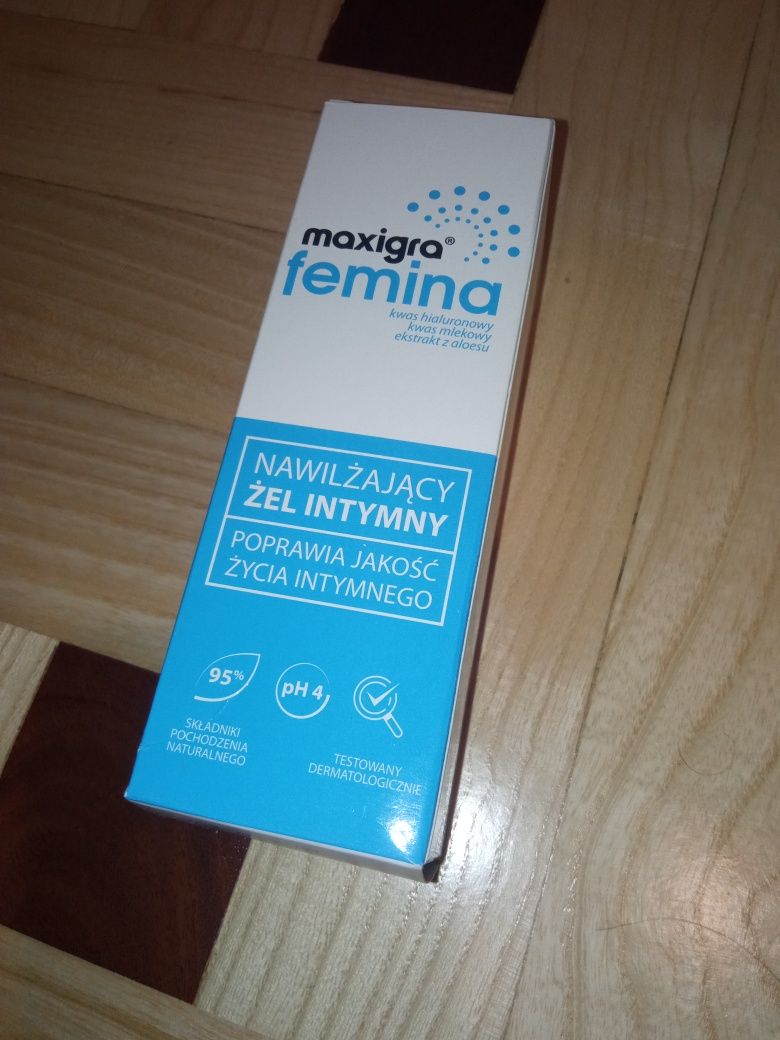 maxigra®
femina
kwas hialuronowy
kwas mlekowy
ekstrakt z aloesu
NAWILŻAJĄCY
ŻEL INTYMNY
POPRAWIA JAKOŚĆ
ŻYCIA INTYMNEGO
95%
SKŁADNIKI
POCHODZENIA
NATURALNEGO
pH 4
TESTOWANY
DERMATOLOGICZNIE